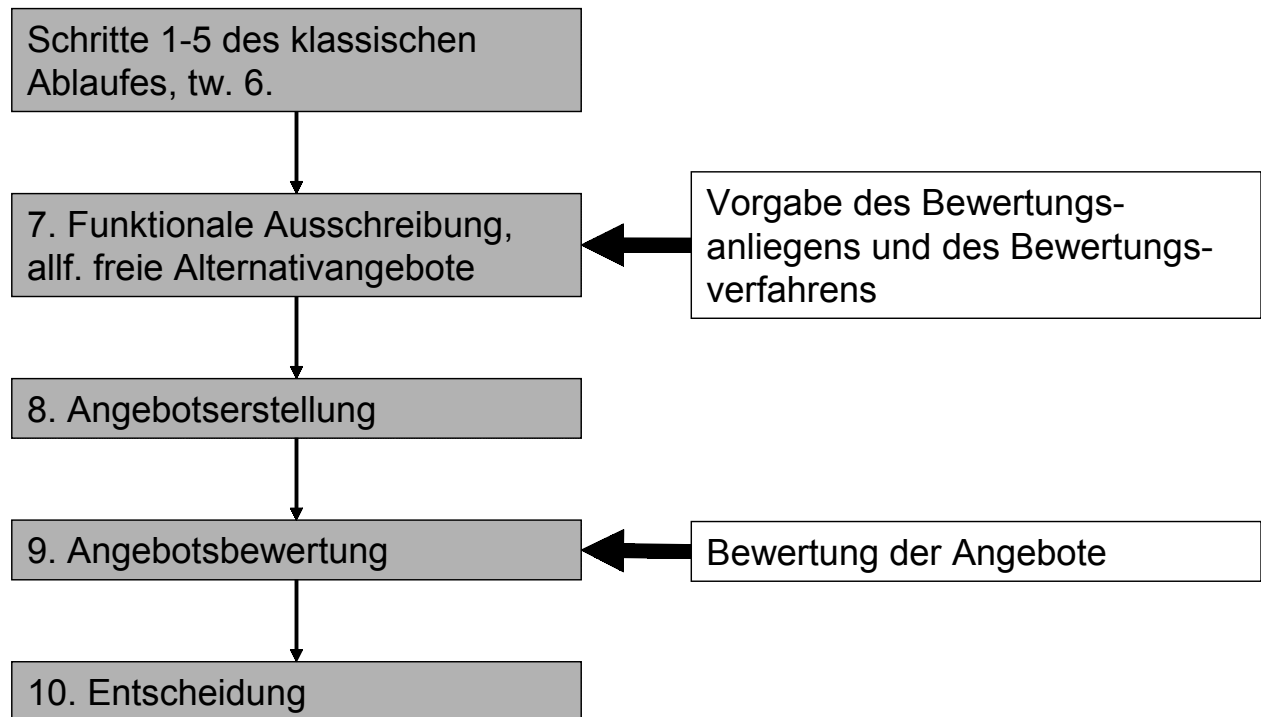 Schritte 1-5 des klassischen
Ablaufes, tw. 6.
7. Funktionale Ausschreibung,
allf. freie Alternativangebote
Vorgabe des Bewertungs-
anliegens und des Bewertungs-
verfahrens
8. Angebotserstellung
9. Angebotsbewertung
Bewertung der Angebote
10. Entscheidung